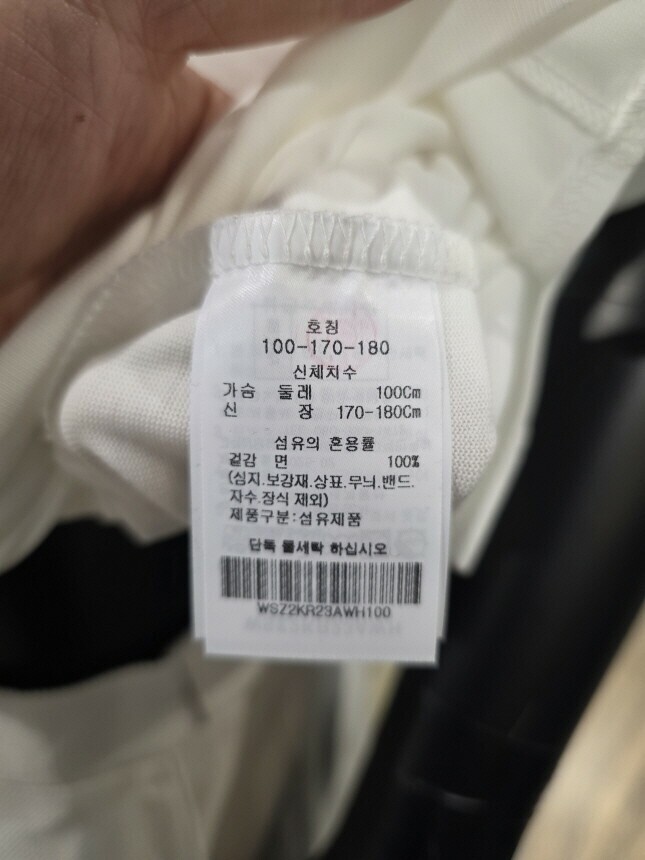 호칭
100-170-180
신체치수
가슴 둘레 100Cm
신 장 170-180Cm
섬유의 혼용률
겉감 면 100%
(심지.보강재.상표.무늬.밴드.
자수.장식 제외)
제품구분:섬유제품
단독 물세탁 하십시오
WSZ2KR23AWH100